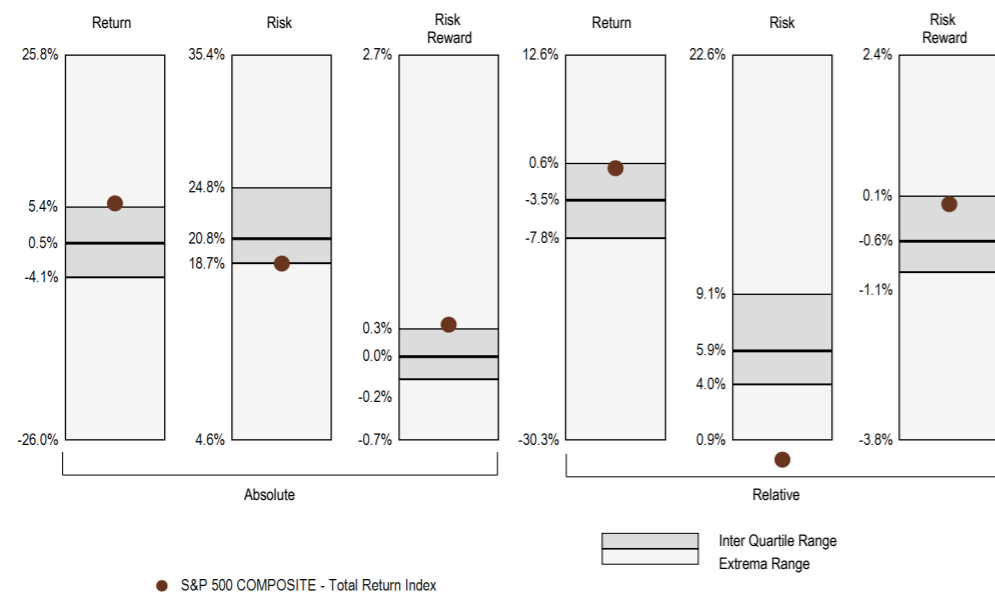 Return
Risk
Risk
Reward
Return
Risk
Risk
Reward
25.8%
5.4%
0.5%
-4.1%
-26.0%
35.4%
24.8%
20.8%
18.7%
4.6%
2.7%
0.3%
0.0%
-0.2%
-0.7%
12.6%
0.6%
-3.5%
-7.8%
-30.3%
22.6%
9.1%
5.9%
4.0%
0.9%
2.4%
0.1%
-0.6%
-1.1%
-3.8%
Absolute
Relative
Inter Quartile Range
Extrema Range
S&P 500 COMPOSITE - Total Return Index